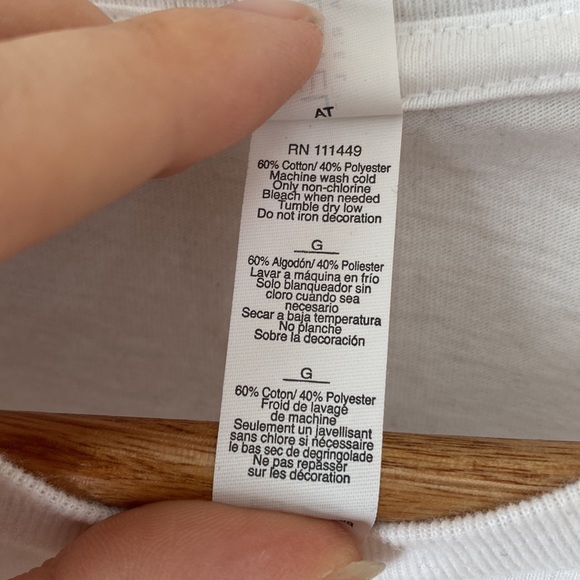 AT
RN 111449
60% Cotton/ 40% Polyester
Machine wash cold
Only non-chlorine
Bleach when needed
Tumble dry low
Do not iron decoration
G
60% Algodón/ 40% Poliester
Lavar a máquina en frío
Solo blanqueador sin
cloro cuando sea
necesario
Secar a baja temperatura
No planche
Sobre la decoración
G
60% Coton/ 40% Polyester
Froid de lavage
de machine
Seulement un javellisant
sans chlore si nécessaire
le bas sec de degringolade
Ne pas repasser
sur les décoration